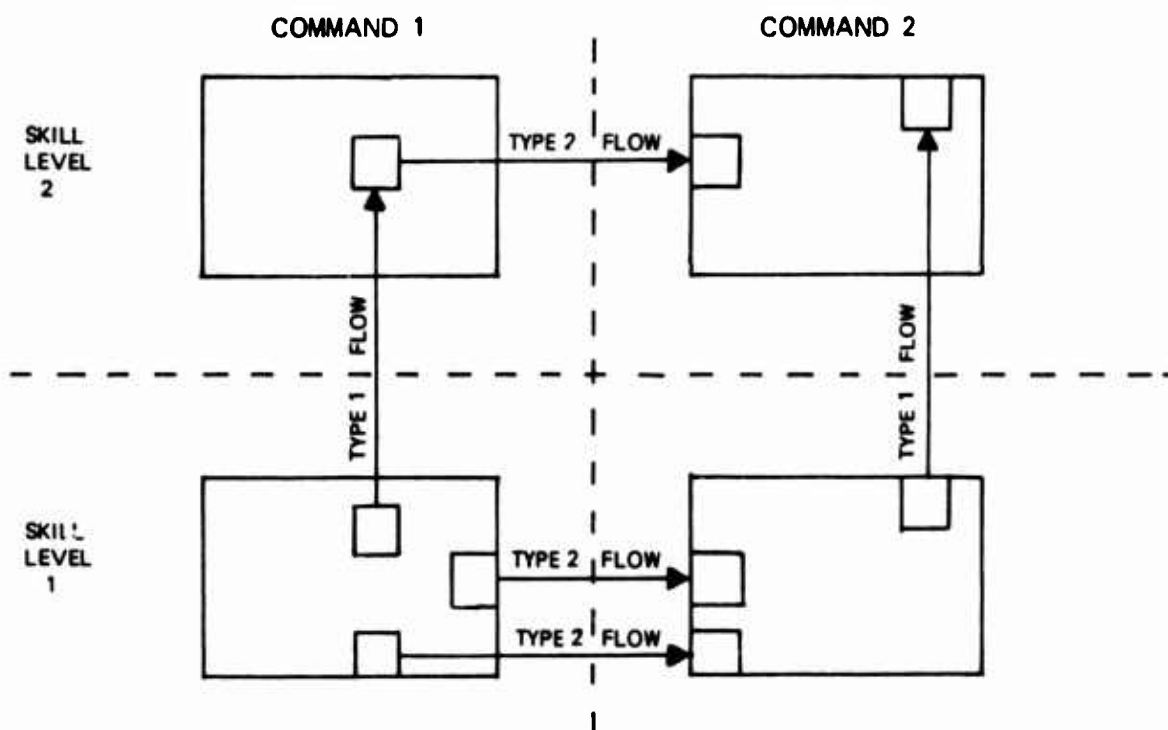 COMMAND 1
COMMAND 2
SKILL
LEVEL
2
TYPE 2 FLOW
TYPE 1 FLOW
TYPE 1 FLOW
SKILL
LEVEL
1
TYPE 2 FLOW
TYPE 2 FLOW